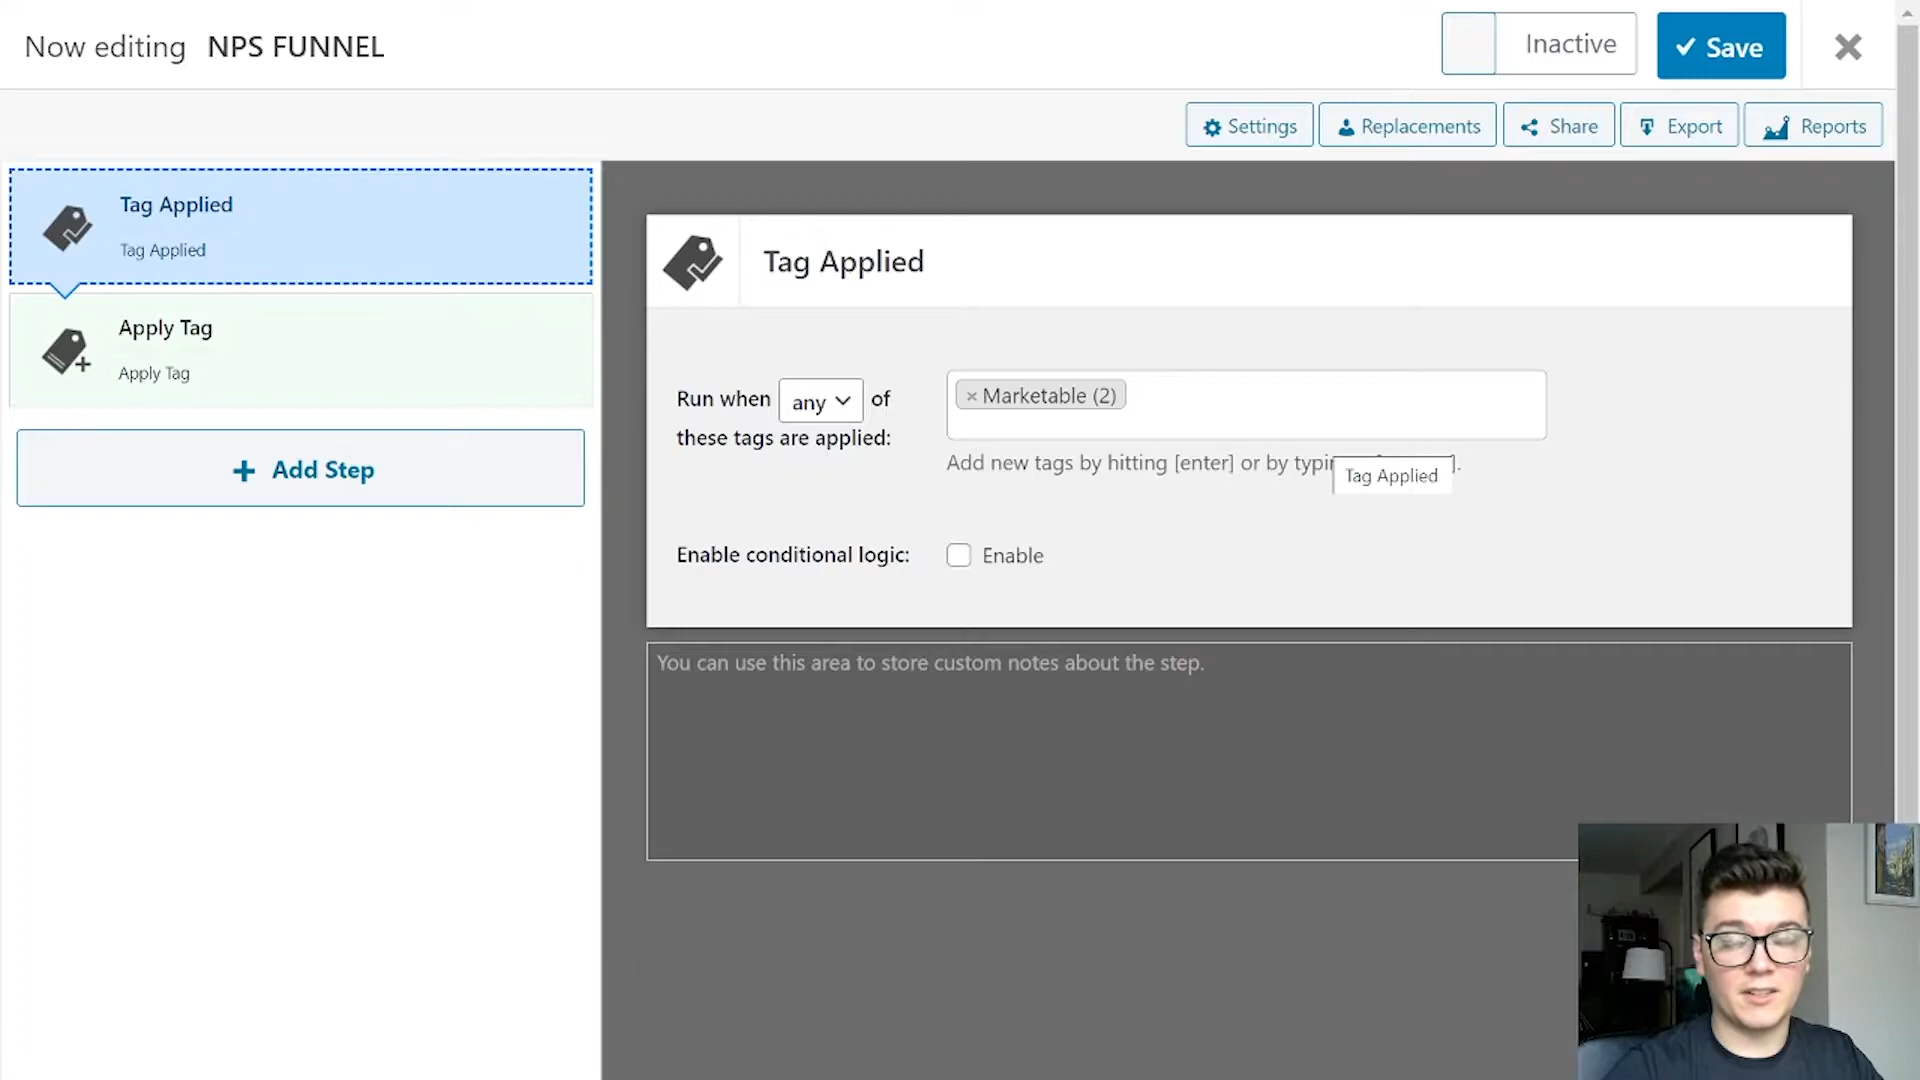 Now editing NPS FUNNEL
Inactive
Save
Settings
Replacements
Share
Export
Reports
Tag Applied
Tag Applied
Apply Tag
Apply Tag
Add Step
Tag Applied
Run when any of
these tags are applied:
× Marketable (2)
Add new tags by hitting [enter] or by
].
Tag Applied
Enable conditional logic:
Enable
You can use this area to store custom notes about the step.